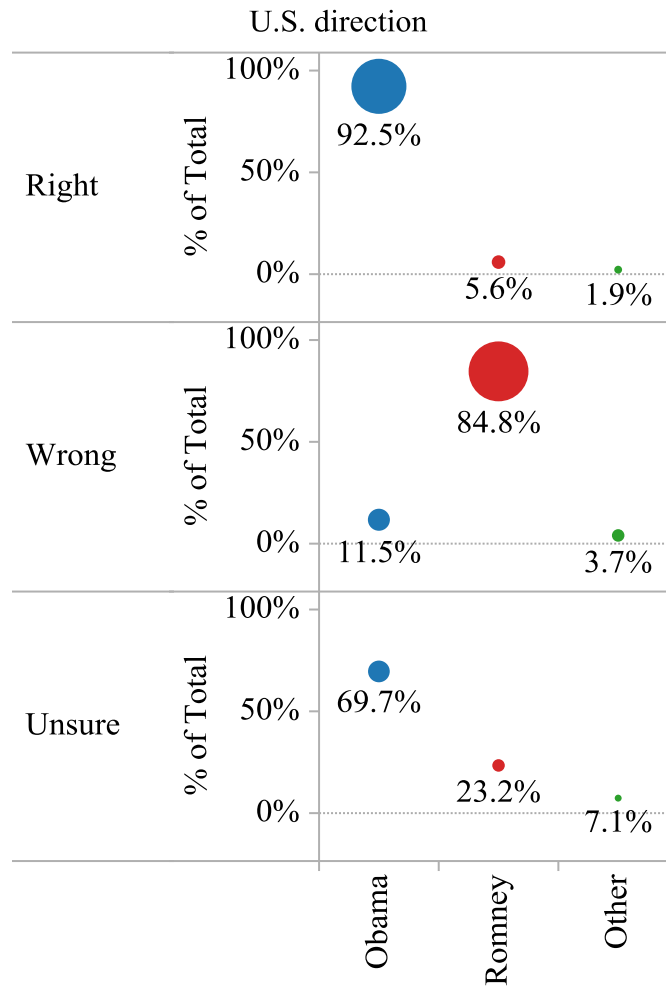 U.S. direction
Right
% of Total
100%
50%
0%
92.5%
5.6%
1.9%
Wrong
% of Total
100%
50%
0%
84.8%
11.5%
3.7%
Unsure
% of Total
100%
50%
0%
69.7%
23.2%
7.1%
Obama
Romney
Other